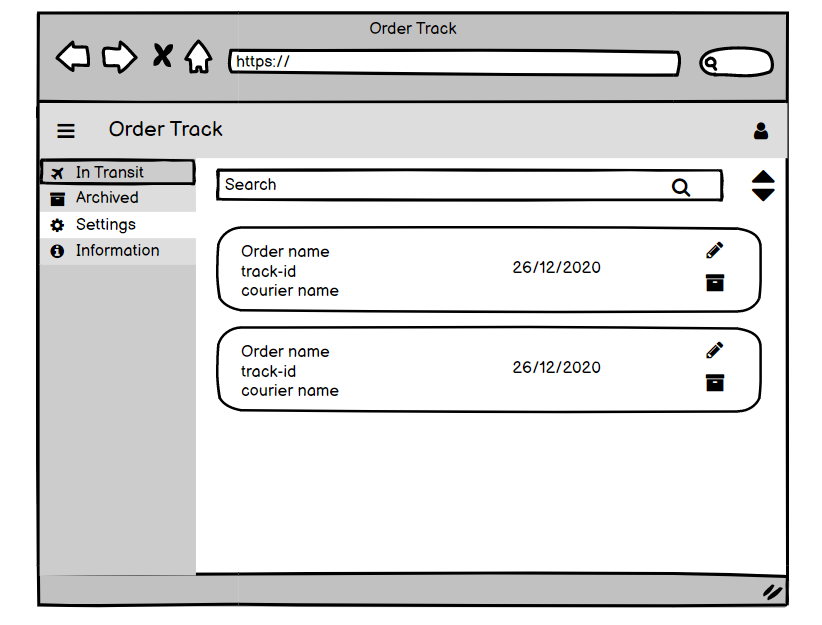 Order Track
https://
Order Track
In Transit
Archived
Settings
Information
Search
Order name
track-id
courier name
26/12/2020
Order name
track-id
courier name
26/12/2020